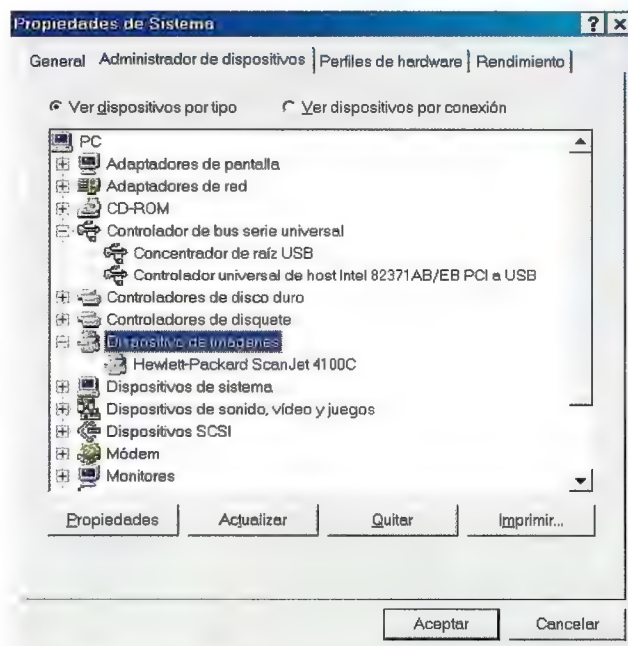 Propiedades de Sistema
General Administrador de dispositivos Perfiles de hardware Rendimiento
Ver dispositivos por tipo Ver dispositivos por conexión
PC
Adaptadores de pantalla
Adaptadores de red
CD-ROM
Controlador de bus serie universal
Concentrador de raíz USB
Controlador universal de host Intel 82371AB/EB PCI a USB
Controladores de disco duro
Controladores de disquete
Dispositivo de imágenes
Hewlett-Packard ScanJet 4100C
Dispositivos de sistema
Dispositivos de sonido, vídeo y juegos
Dispositivos SCSI
Módem
Monitores
Propiedades Actualizar Quitar Imprimir...
Aceptar Cancelar